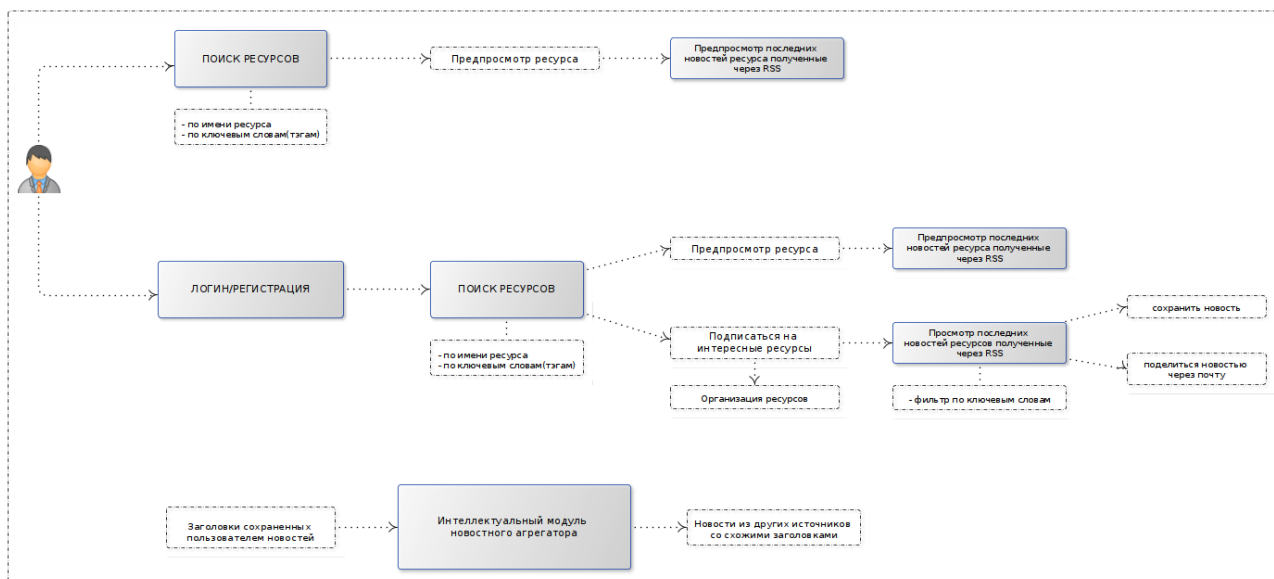 ПОИСК РЕСУРСОВ
Предпросмотр ресурса
Предпросмотр последних
новостей ресурса полученные
через RSS
- по имени ресурса
- по ключевым словам(тэгам)
ЛОГИН/РЕГИСТРАЦИЯ
ПОИСК РЕСУРСОВ
- по имени ресурса
- по ключевым словам(тэгам)
Предпросмотр ресурса
Предпросмотр последних
новостей ресурса полученные
через RSS
Подписаться на
интересные ресурсы
Организация ресурсов
Просмотр последних
новостей ресурсов полученные
через RSS
- фильтр по ключевым словам
сохранить новость
поделиться новостью
через почту
Заголовки сохраненных
пользователем новостей
Интеллектуальный модуль
новостного агрегатора
Новости из других источников
со схожими заголовками